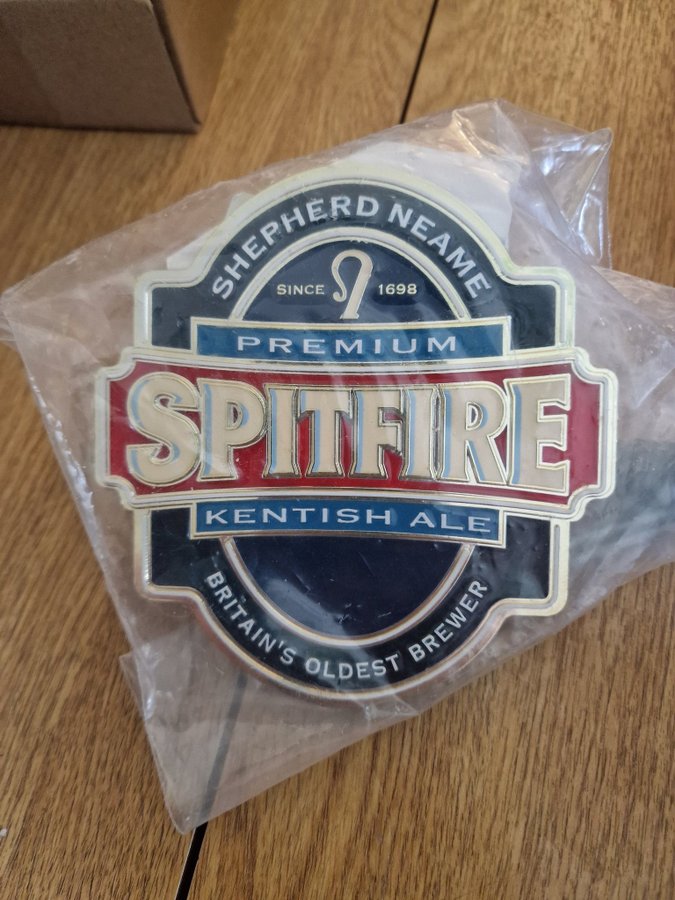 SHEPHERD NEAME
SINCE 1698
PREMIUM
SPITFIRE
KENTISH ALE
BRITAIN'S OLDEST BREWER